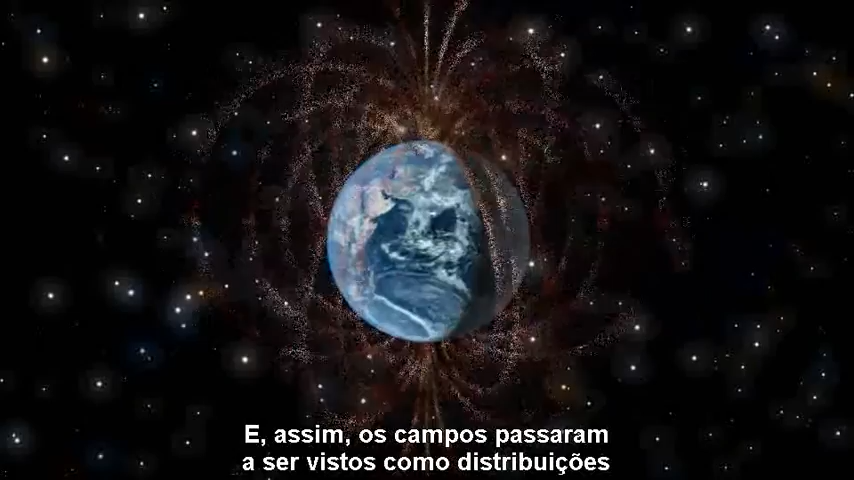 E, assim, os campos passaram
a ser vistos como distribuições